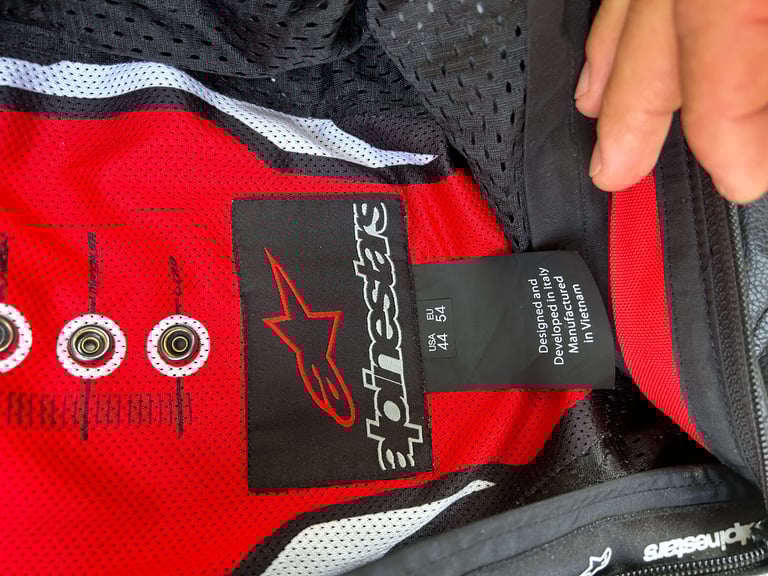 alpinestars
USA
44
EU
54
Designed and
Developed in Italy
Manufactured
in Vietnam
alpinestars